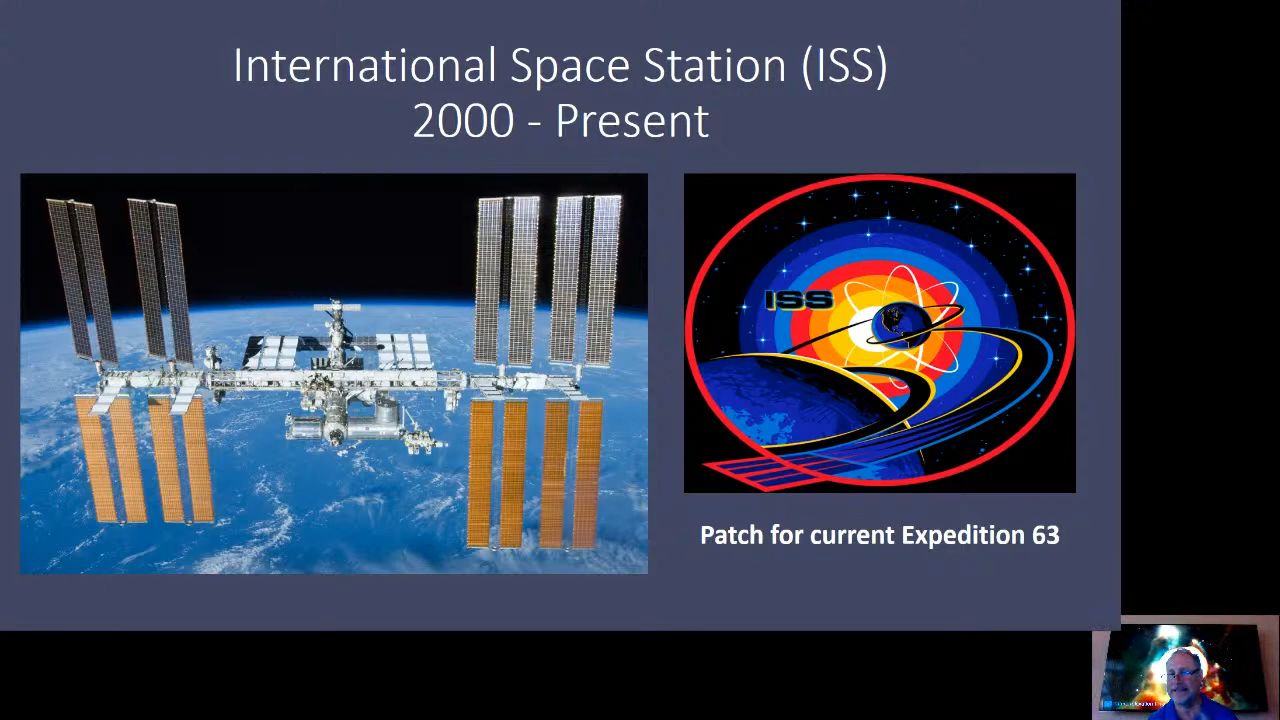 International Space Station (ISS)
2000 - Present
ISS
Patch for current Expedition 63